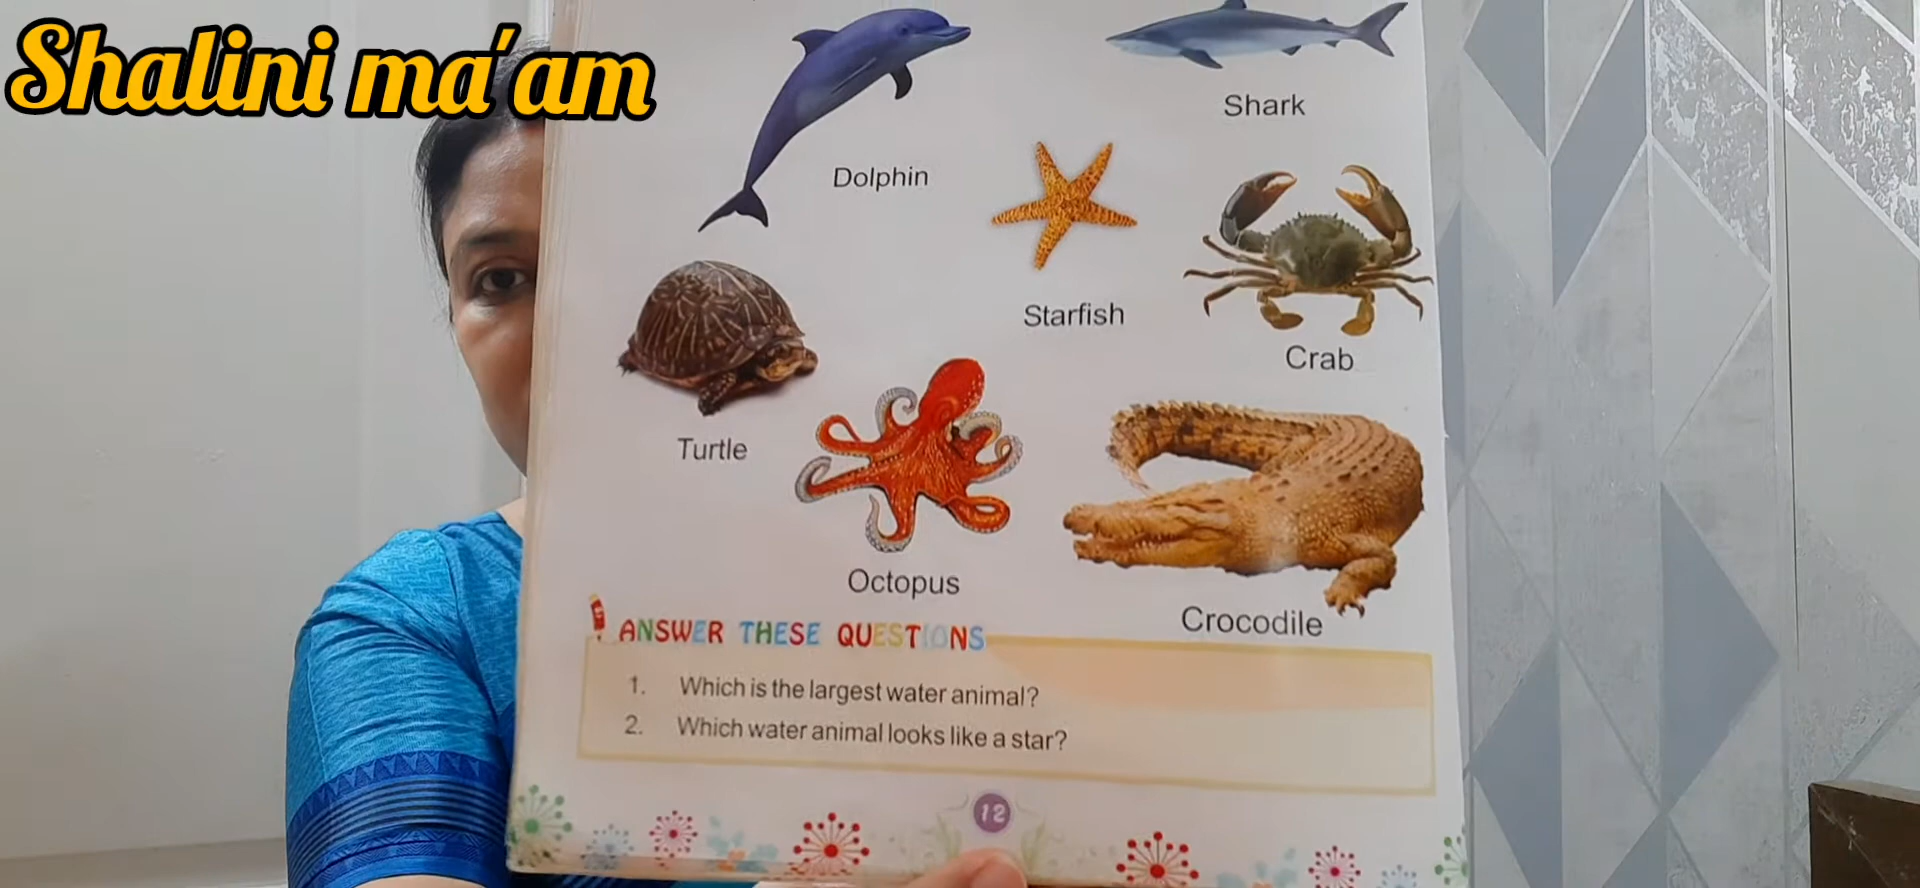 Shalini ma'am
Shark
Dolphin
Starfish
Crab
Turtle
Octopus
Crocodile
ANSWER THESE QUESTIONS
1. Which is the largest water animal?
2. Which water animal looks like a star?
12